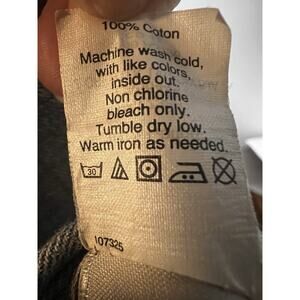 100% Coton
Machine wash cold,
with like colors,
inside out.
Non chlorine
bleach only.
Tumble dry low.
Warm iron as needed.
30
107325